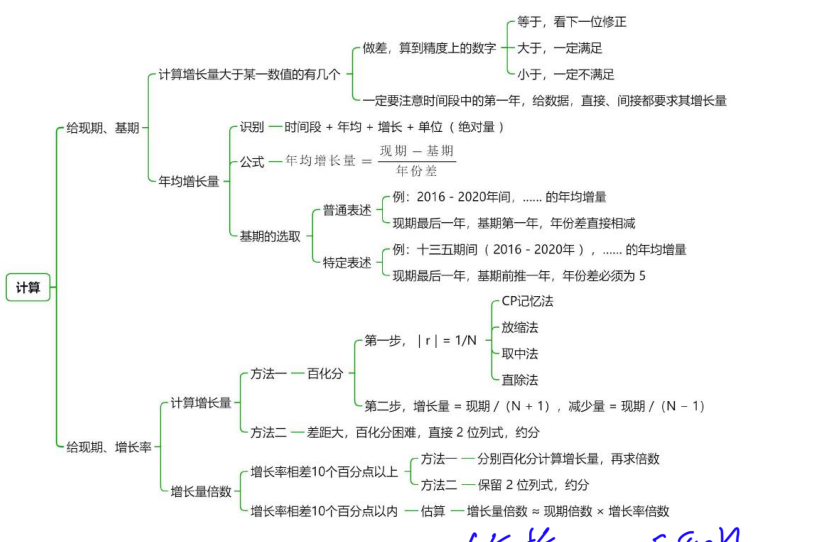 等于，看下一位修正
做差，算到精度上的数字
大于，一定满足
小于，一定不满足
计算增长量大于某一数值的有几个
一定要注意时间段中的第一年，给数据，直接、间接都要求其增长量
给现期、基期
识别
时间段 + 年均 + 增长 + 单位（绝对量）
公式
年均增长量 = 现期 − 基期 / 年份差
年均增长量
例：2016 - 2020年间，...... 的年均增量
普通表述
现期最后一年，基期第一年，年份差直接相减
基期的选取
例：十三五期间（2016 - 2020年），...... 的年均增量
特定表述
现期最后一年，基期前推一年，年份差必须为 5
计算
CP记忆法
放缩法
第一步，| r | = 1/N
取中法
直除法
方法一
百化分
第二步，增长量 = 现期 /（N + 1），减少量 = 现期 /（N − 1）
计算增长量
方法二
差距大，百化分困难，直接 2 位列式，约分
给现期、增长率
方法一
分别百化分计算增长量，再求倍数
增长率相差10个百分点以上
方法二
保留 2 位列式，约分
增长量倍数
增长率相差10个百分点以内
估算
增长量倍数 ≈ 现期倍数 × 增长率倍数